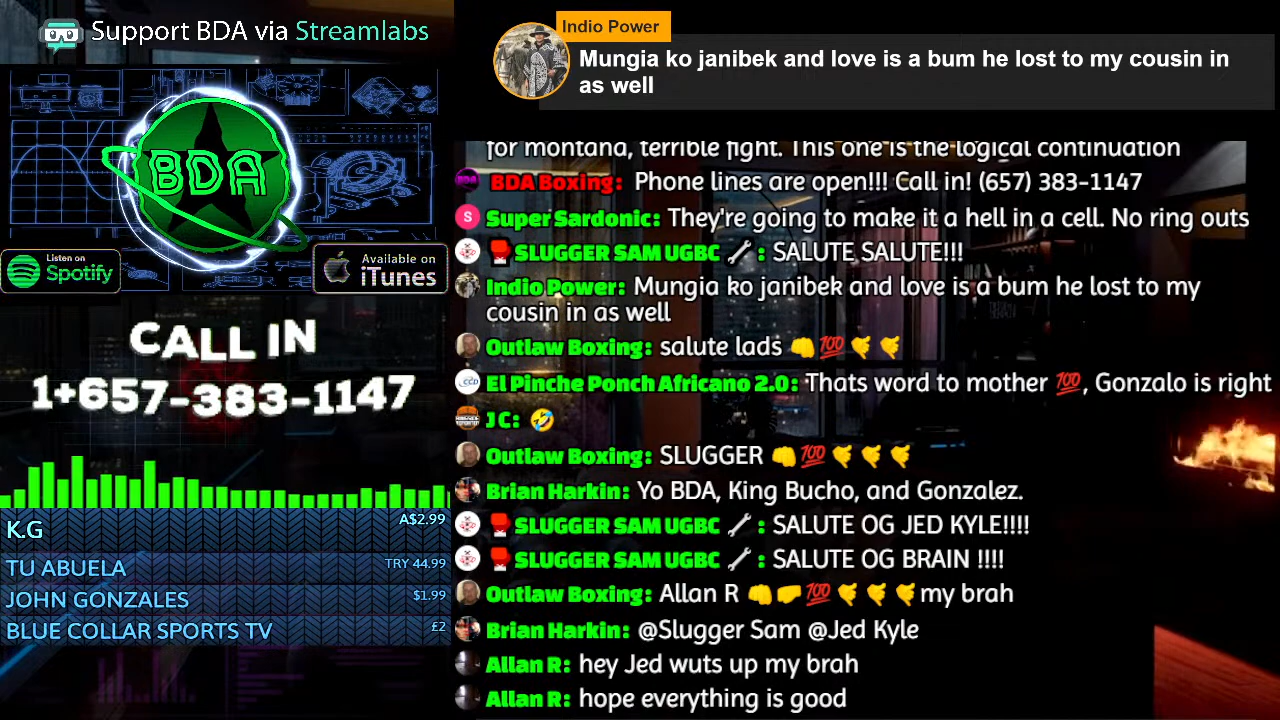 Support BDA via Streamlabs
Indio Power
Mungia ko janibek and love is a bum he lost to my cousin in
as well
BDA
Listen on
Spotify
Available on
iTunes
CALL IN
1+657-383-1147
K.G
A$2.99
TU ABUELA
TRY 44.99
JOHN GONZALES
$1.99
BLUE COLLAR SPORTS TV
£2
for montana, terrible fight. This one is the logical continuation
BDA Boxing: Phone lines are open!!! Call in! (657) 383-1147
S Super Sardonic: They're going to make it a hell in a cell. No ring outs
SLUGGER SAM UGBC 🔧 : SALUTE SALUTE!!!
Indio Power: Mungia ko janibek and love is a bum he lost to my
cousin in as well
Outlaw Boxing: salute lads 👊💯🤙🤙
El Pinche Ponch Africano 2.0: Thats word to mother 💯, Gonzalo is right
JC: 🤣
Outlaw Boxing: SLUGGER 👊💯🤙🤙🤙
Brian Harkin: Yo BDA, King Bucho, and Gonzalez.
SLUGGER SAM UGBC 🔧 : SALUTE OG JED KYLE!!!!
SLUGGER SAM UGBC 🔧 : SALUTE OG BRAIN !!!!
Outlaw Boxing: Allan R 👊🤛💯🤙🤙🤙my brah
Brian Harkin: @Slugger Sam @Jed Kyle
Allan R: hey Jed wuts up my brah
Allan R: hope everything is good